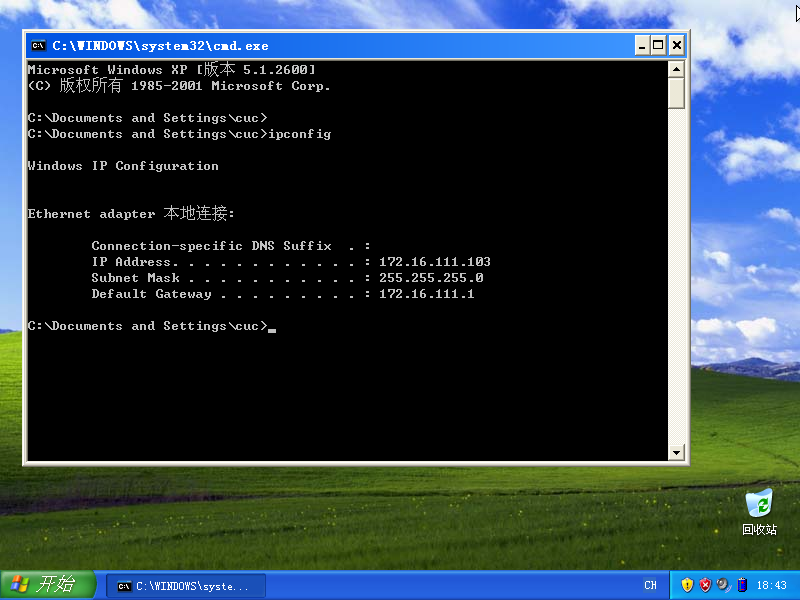 C:\WINDOWS\system32\cmd.exe
Microsoft Windows XP [版本 5.1.2600]
(C) 版权所有 1985-2001 Microsoft Corp.
C:\Documents and Settings\cuc>
C:\Documents and Settings\cuc>ipconfig
Windows IP Configuration
Ethernet adapter 本地连接:
Connection-specific DNS Suffix  . :
IP Address. . . . . . . . . . . . : 172.16.111.103
Subnet Mask . . . . . . . . . . . : 255.255.255.0
Default Gateway . . . . . . . . . : 172.16.111.1
C:\Documents and Settings\cuc>_
回收站
开始
C:\WINDOWS\syste...
CH
18:43